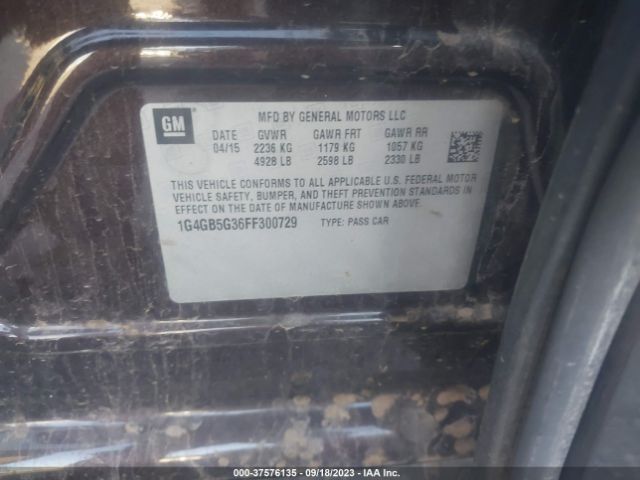 GM
MFD BY GENERAL MOTORS LLC
04/15 GVWR GAWR FRT GAWR RR
2236 KG 1179 KG 1057 KG
4928 LB 2598 LB 2330 LB
THIS VEHICLE CONFORMS TO ALL APPLICABLE U.S. FEDERAL MOTOR
VEHICLE SAFETY, BUMPER, AND THEFT PREVENTION STANDARDS IN
EFFECT ON THE DATE OF MANUFACTURE SHOWN ABOVE.
1G4GB5G36FF300729 TYPE: PASS CAR
000-37576135 - 09/18/2023 - IAA Inc.